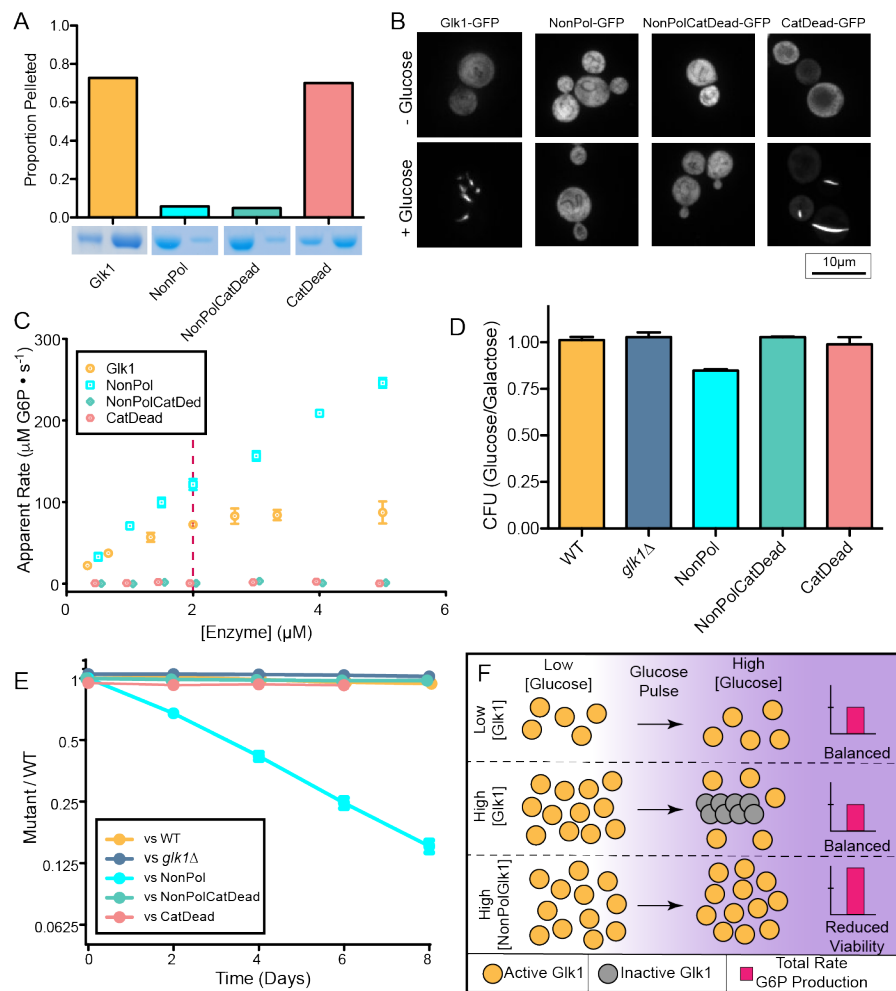 A
Proportion Pelleted
0.8
0.6
0.4
0.2
0.0
Glk1
NonPol
NonPolCatDead
CatDead
B
Glk1-GFP
NonPol-GFP
NonPolCatDead-GFP
CatDead-GFP
- Glucose
+ Glucose
10µm
C
Apparent Rate (µM G6P • s-1)
300
200
100
0
Glk1
NonPol
NonPolCatDed
CatDead
0
2
4
6
[Enzyme] (µM)
D
CFU (Glucose/Galactose)
1.00
0.75
0.50
0.25
0.00
WT
glk1Δ
NonPol
NonPolCatDead
CatDead
E
Mutant / WT
1
0.5
0.25
0.125
0.0625
vs WT
vs glk1Δ
vs NonPol
vs NonPolCatDead
vs CatDead
0
2
4
6
8
Time (Days)
F
Low
[Glucose]
Glucose
Pulse
High
[Glucose]
Low
[Glk1]
Balanced
High
[Glk1]
Balanced
High
[NonPolGlk1]
Reduced
Viability
Active Glk1
Inactive Glk1
Total Rate
G6P Production